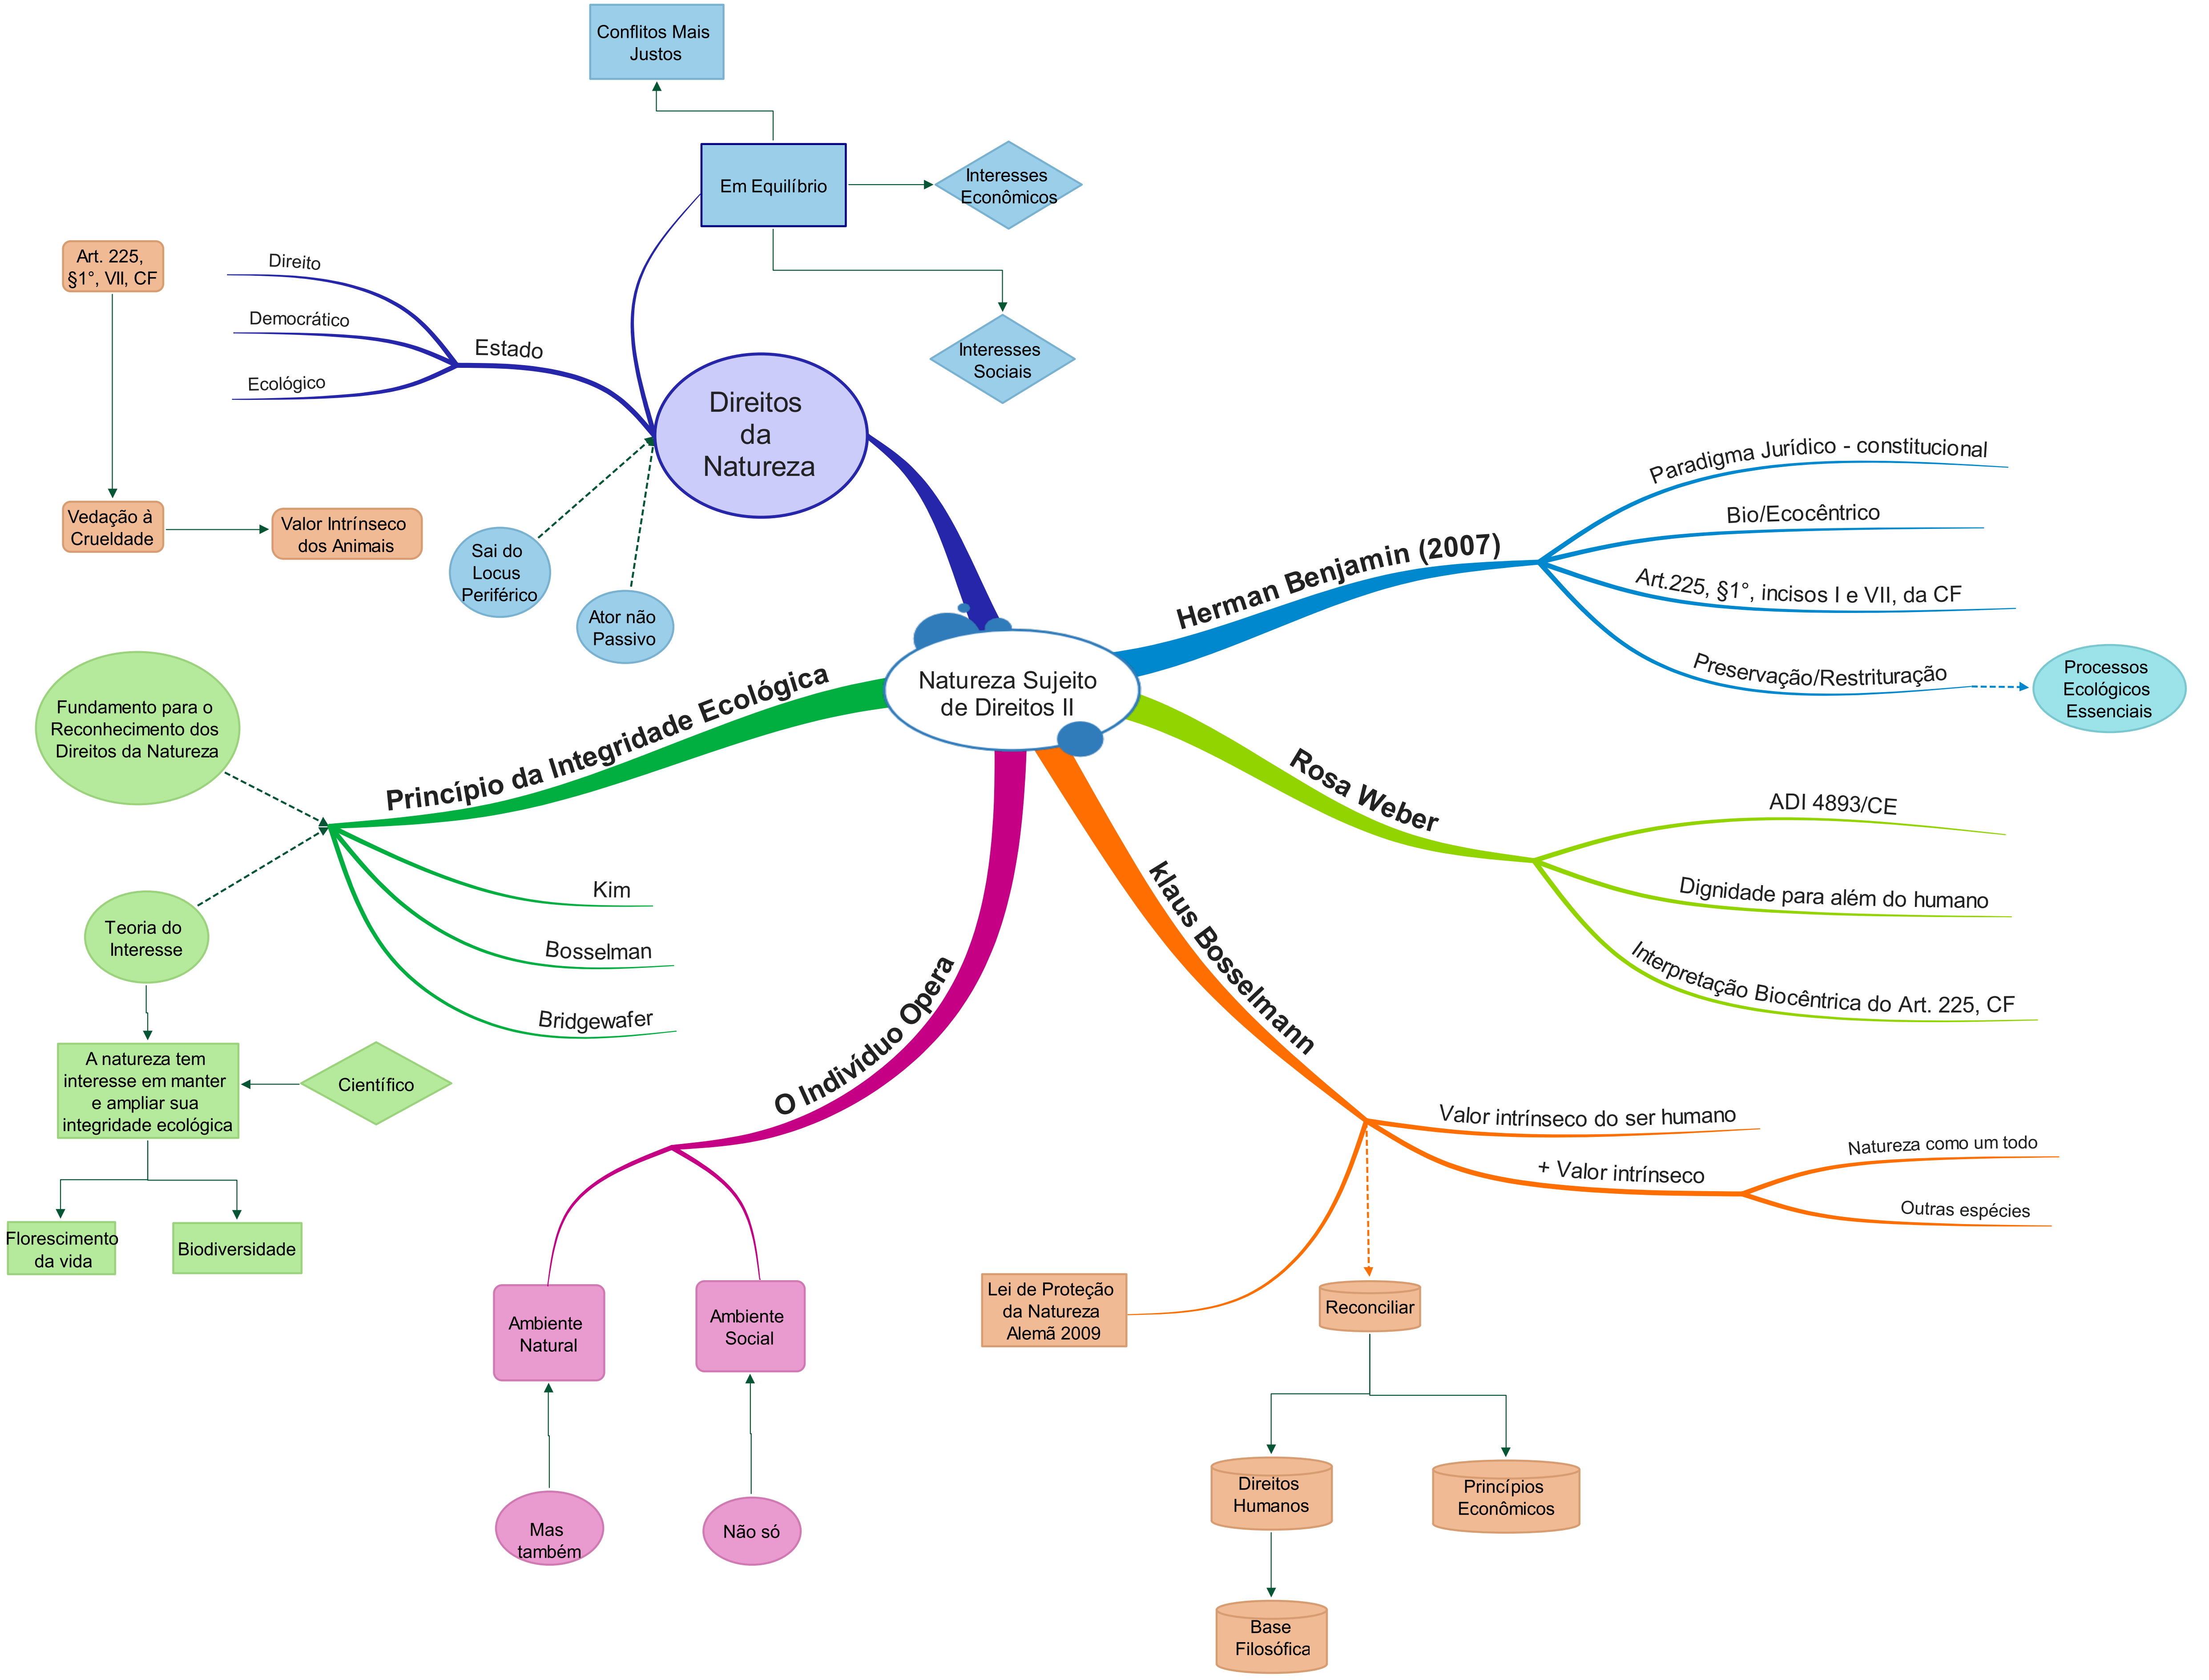 Conflitos Mais
Justos
Em Equilíbrio
Interesses
Econômicos
Interesses
Sociais
Art. 225,
§1°, VII, CF
Vedação à
Crueldade
Valor Intrínseco
dos Animais
Direito
Democrático
Ecológico
Estado
Direitos
da
Natureza
Sai do
Locus
Periférico
Ator não
Passivo
Natureza Sujeito
de Direitos II
Herman Benjamin (2007)
Paradigma Jurídico - constitucional
Bio/Ecocêntrico
Art.225, §1°, incisos I e VII, da CF
Preservação/Restrituração
Processos
Ecológicos
Essenciais
Rosa Weber
ADI 4893/CE
Dignidade para além do humano
Interpretação Biocêntrica do Art. 225, CF
klaus Bosselmann
Valor intrínseco do ser humano
+ Valor intrínseco
Natureza como um todo
Outras espécies
Lei de Proteção
da Natureza
Alemã 2009
Reconciliar
Direitos
Humanos
Princípios
Econômicos
Base
Filosófica
O Indivíduo Opera
Ambiente
Natural
Ambiente
Social
Mas
também
Não só
Princípio da Integridade Ecológica
Fundamento para o
Reconhecimento dos
Direitos da Natureza
Kim
Bosselman
Bridgewafer
Teoria do
Interesse
A natureza tem
interesse em manter
e ampliar sua
integridade ecológica
Científico
Florescimento
da vida
Biodiversidade